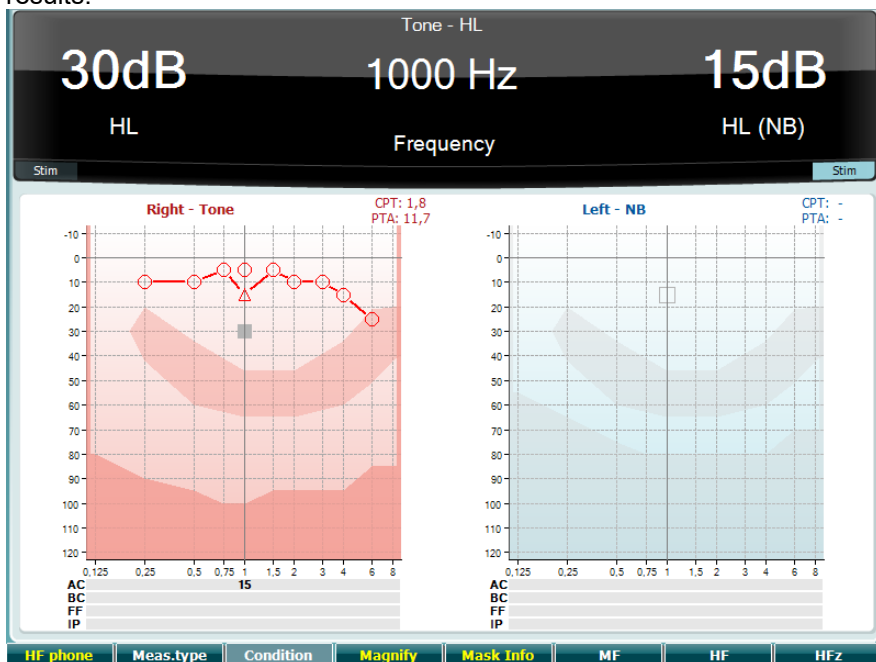 results.
Tone - HL
30dB 1000 Hz 15dB
HL Frequency HL (NB)
Stim Stim
Right - Tone CPT: 1,8
PTA: 11,7
-10
0
10
20
30
40
50
60
70
80
90
100
110
120
0,125 0,25 0,5 0,75 1 1,5 2 3 4 6 8
AC 15
BC
FF
IP
Left - NB CPT: -
PTA: -
-10
0
10
20
30
40
50
60
70
80
90
100
110
120
0,125 0,25 0,5 0,75 1 1,5 2 3 4 6 8
AC
BC
FF
IP
HF phone Meas.type Condition Magnify Mask Info MF HF HFz